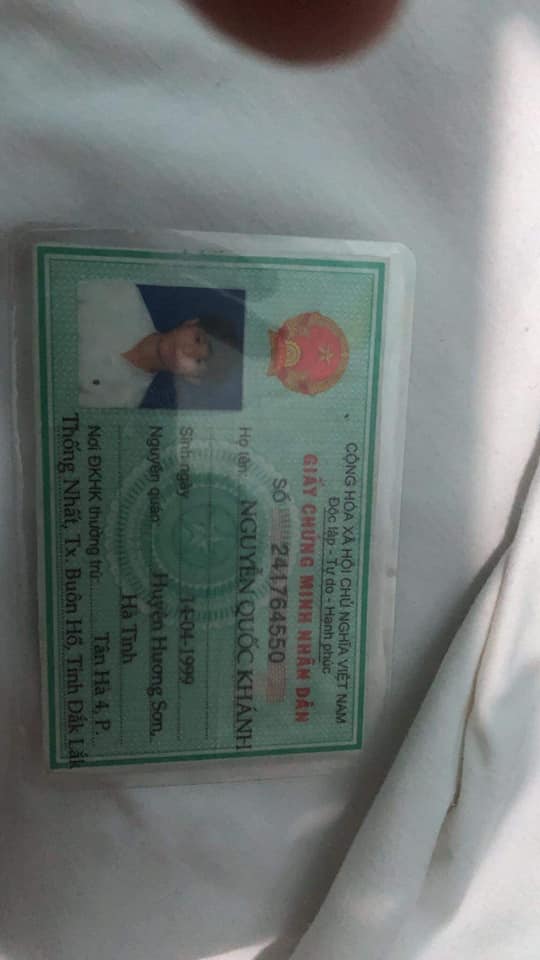 CỘNG HÒA XÃ HỘI CHỦ NGHĨA VIỆT NAM
Độc lập - Tự do - Hạnh phúc
GIẤY CHỨNG MINH NHÂN DÂN
SỐ 241764550
Họ tên: NGUYỄN QUỐC KHÁNH
Sinh ngày 14-04-1999
Nguyên quán Huyện Hương Sơn,
Hà Tĩnh
Nơi ĐKHK thường trú: Tân Hà 4, P.
Thống Nhất, Tx. Buôn Hồ, Tỉnh Đắk Lắk